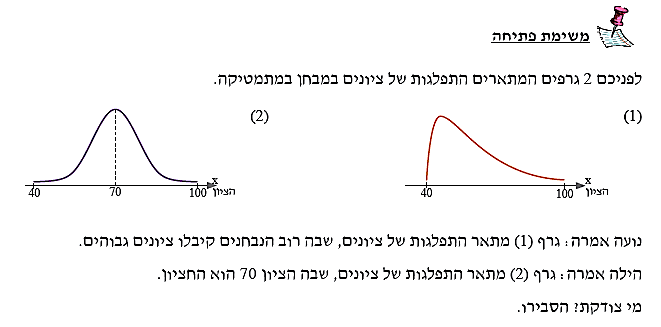 משימת פתיחה
לפניכם 2 גרפים המתארים התפלגות של ציונים במבחן במתמטיקה.
(1)
(2)
40
100
x
הציון
40
70
100
x
הציון
נועה אמרה: גרף (1) מתאר התפלגות של ציונים, שבה רוב הנבחנים קיבלו ציונים גבוהים.
הילה אמרה: גרף (2) מתאר התפלגות של ציונים, שבה הציון 70 הוא החציון.
מי צודקת? הסבירו.